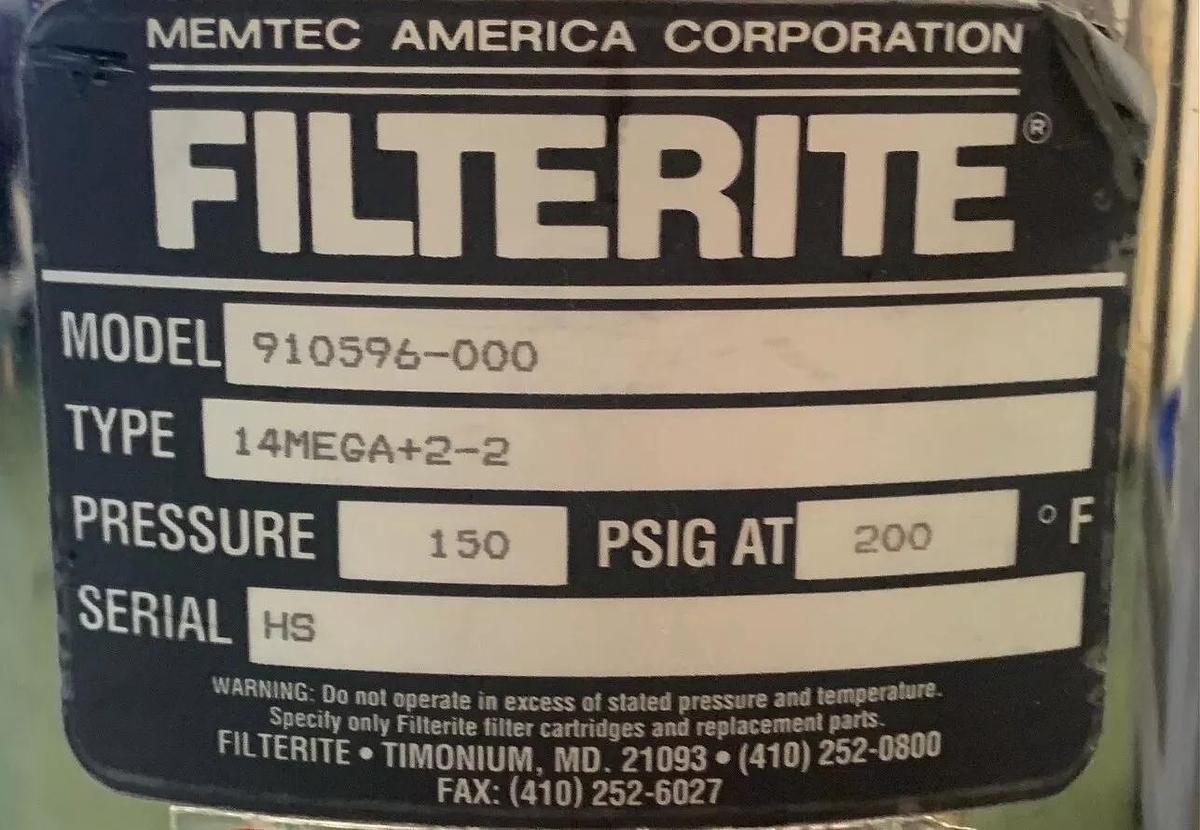 MEMTEC AMERICA CORPORATION
FILTERITE®
MODEL 910596-000
TYPE 14MEGA+2-2
PRESSURE 150 PSIG AT 200 °F
SERIAL HS
WARNING: Do not operate in excess of stated pressure and temperature.
Specify only Filterite filter cartridges and replacement parts.
FILTERITE • TIMONIUM, MD. 21093 • (410) 252-0800
FAX: (410) 252-6027